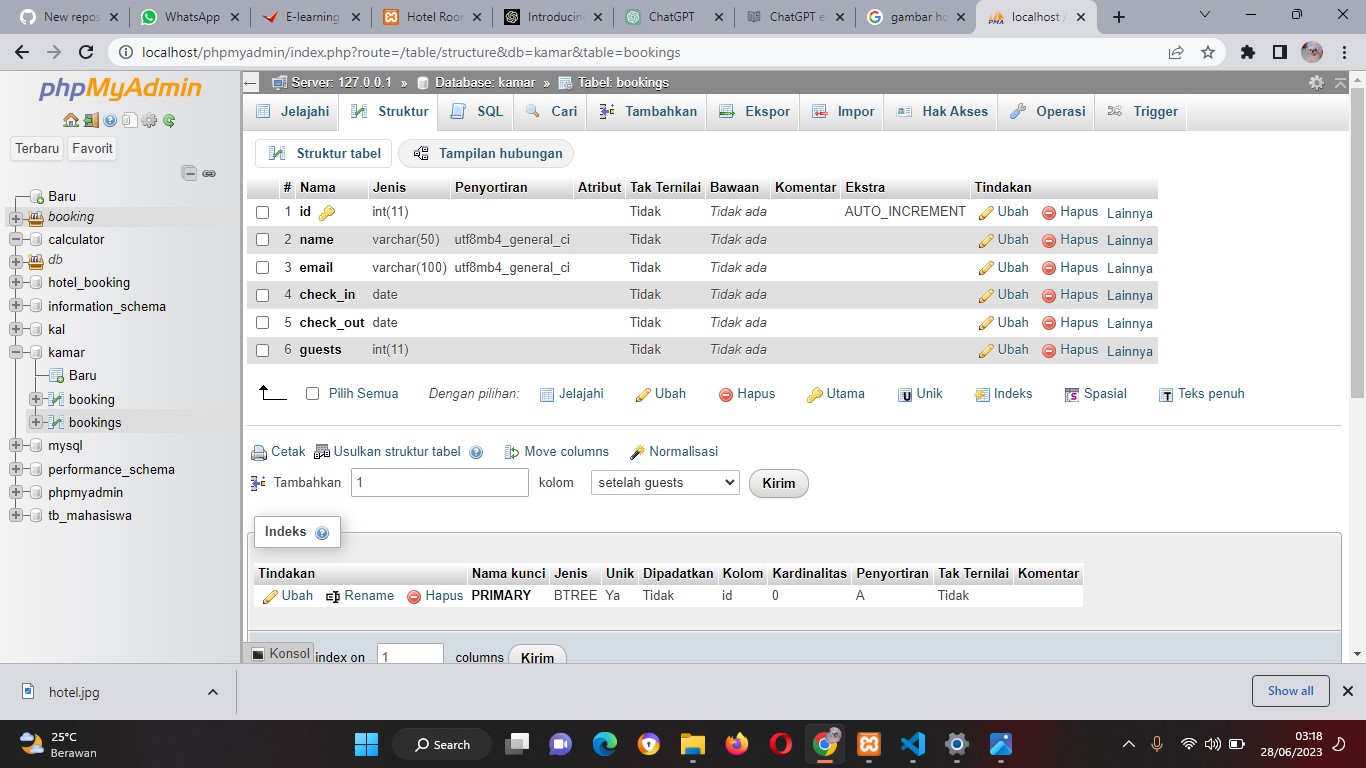 New repos
WhatsApp
E-learning
Hotel Roor
Introducin
ChatGPT
ChatGPT e
gambar ho
localhost /
localhost/phpmyadmin/index.php?route=/table/structure&db=kamar&table=bookings
phpMyAdmin
Terbaru Favorit
Baru
booking
calculator
db
hotel_booking
information_schema
kal
kamar
Baru
booking
bookings
mysql
performance_schema
phpmyadmin
tb_mahasiswa
Server: 127.0.0.1 » Database: kamar » Tabel: bookings
Jelajahi Struktur SQL Cari Tambahkan Ekspor Impor Hak Akses Operasi Trigger
Struktur tabel Tampilan hubungan
# Nama Jenis Penyortiran Atribut Tak Ternilai Bawaan Komentar Ekstra Tindakan
1 id int(11) Tidak Tidak ada AUTO_INCREMENT Ubah Hapus Lainnya
2 name varchar(50) utf8mb4_general_ci Tidak Tidak ada Ubah Hapus Lainnya
3 email varchar(100) utf8mb4_general_ci Tidak Tidak ada Ubah Hapus Lainnya
4 check_in date Tidak Tidak ada Ubah Hapus Lainnya
5 check_out date Tidak Tidak ada Ubah Hapus Lainnya
6 guests int(11) Tidak Tidak ada Ubah Hapus Lainnya
Pilih Semua Dengan pilihan: Jelajahi Ubah Hapus Utama Unik Indeks Spasial Teks penuh
Cetak Usulkan struktur tabel Move columns Normalisasi
Tambahkan 1 kolom setelah guests Kirim
Indeks
Tindakan Nama kunci Jenis Unik Dipadatkan Kolom Kardinalitas Penyortiran Tak Ternilai Komentar
Ubah Rename Hapus PRIMARY BTREE Ya Tidak id 0 A Tidak
Konsol index on 1 columns Kirim
hotel.jpg
Show all
25°C
Berawan
Search
03:18
28/06/2023